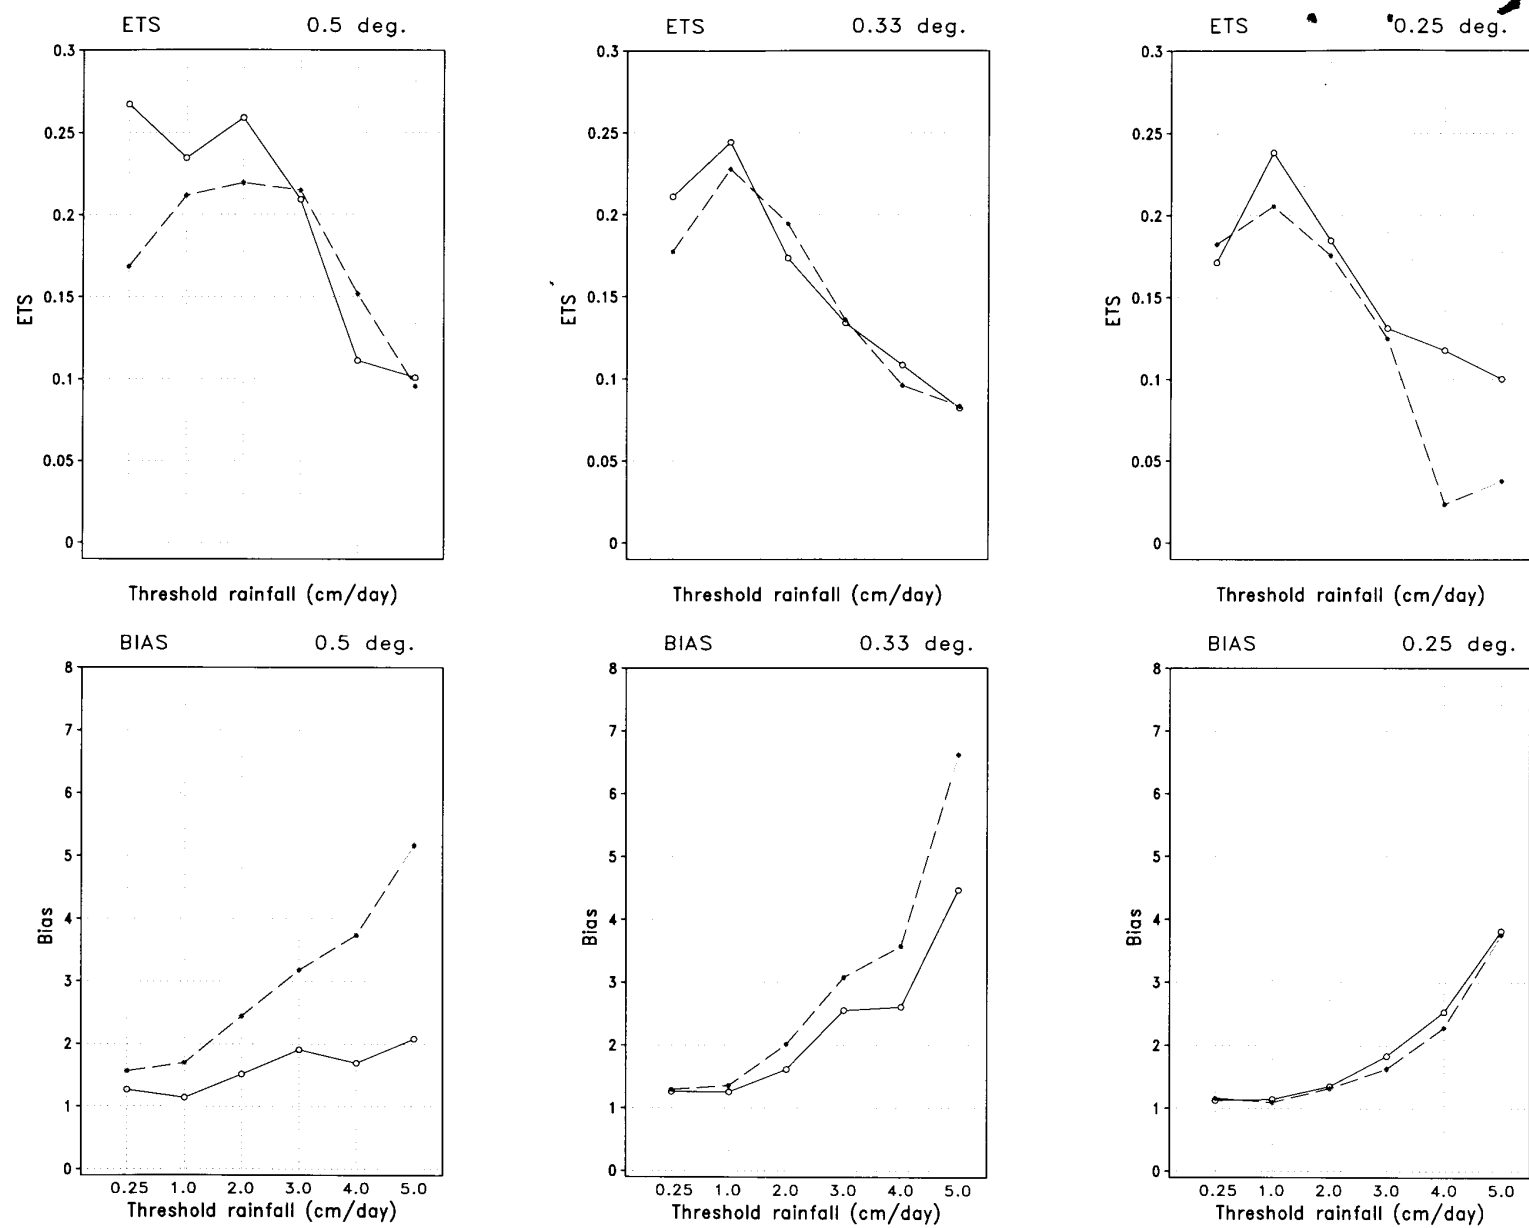 ETS 0.5 deg.
0.3
0.25
0.2
0.15
0.1
0.05
0
ETS
Threshold rainfall (cm/day)
ETS 0.33 deg.
0.3
0.25
0.2
0.15
0.1
0.05
0
ETS
Threshold rainfall (cm/day)
ETS 0.25 deg.
0.3
0.25
0.2
0.15
0.1
0.05
0
ETS
Threshold rainfall (cm/day)
BIAS 0.5 deg.
8
7
6
5
4
3
2
1
0
Bias
0.25 1.0 2.0 3.0 4.0 5.0
Threshold rainfall (cm/day)
BIAS 0.33 deg.
8
7
6
5
4
3
2
1
0
Bias
0.25 1.0 2.0 3.0 4.0 5.0
Threshold rainfall (cm/day)
BIAS 0.25 deg.
8
7
6
5
4
3
2
1
0
Bias
0.25 1.0 2.0 3.0 4.0 5.0
Threshold rainfall (cm/day)